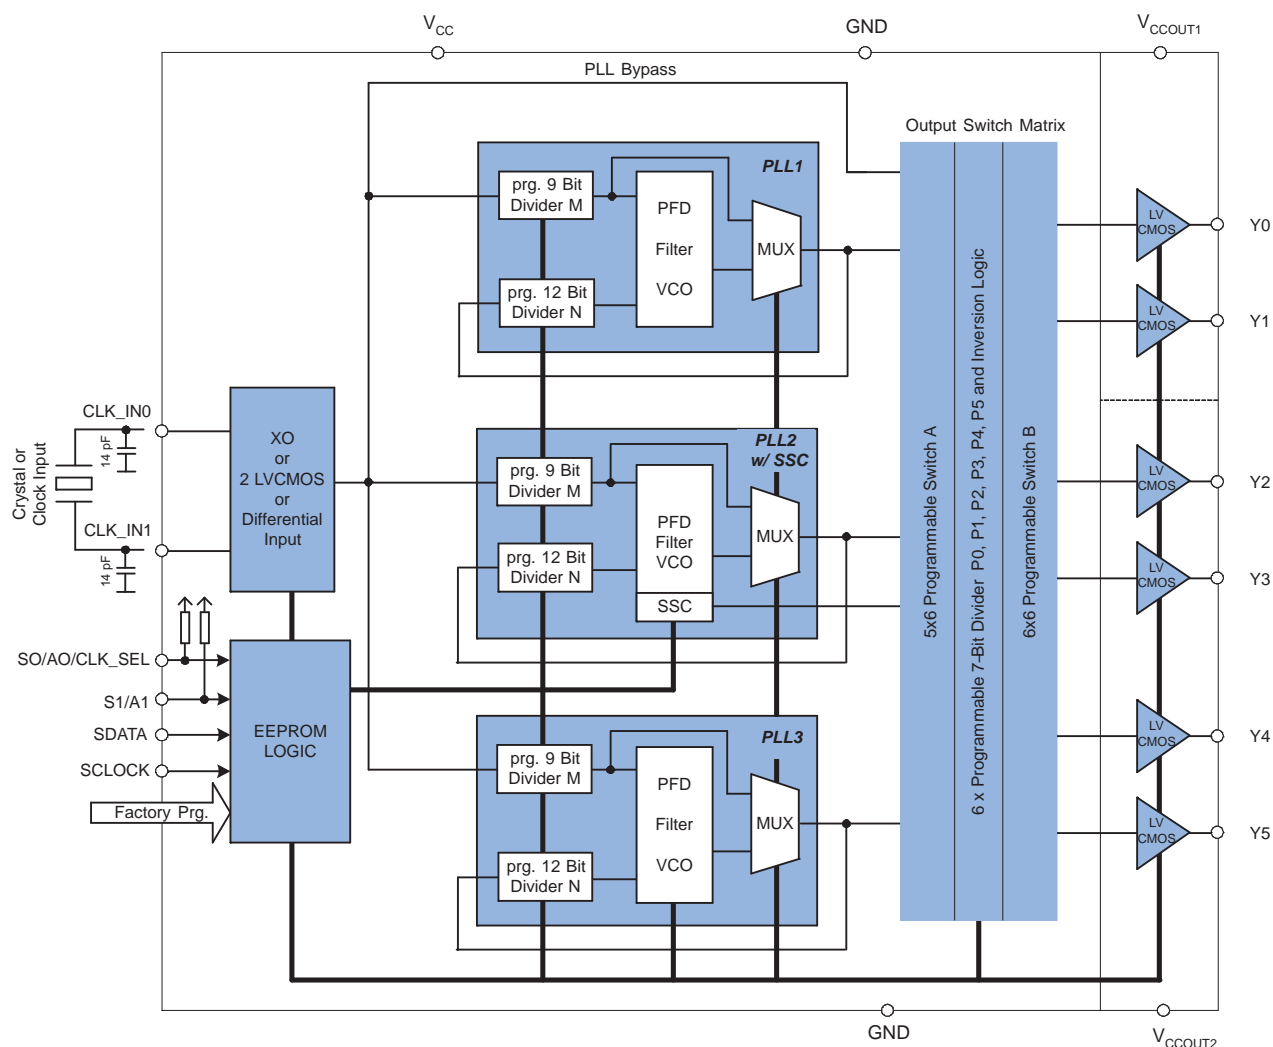 V_CC
GND
V_CCOUT1
PLL Bypass
Output Switch Matrix
PLL1
prg. 9 Bit
Divider M
PFD
Filter
VCO
MUX
prg. 12 Bit
Divider N
LV
CMOS
Y0
LV
CMOS
Y1
CLK_IN0
14 pF
Crystal or
Clock Input
CLK_IN1
14 pF
XO
or
2 LVCMOS
or
Differential
Input
PLL2
w/ SSC
prg. 9 Bit
Divider M
PFD
Filter
VCO
SSC
MUX
prg. 12 Bit
Divider N
5x6 Programmable Switch A
6 x Programmable 7-Bit Divider P0, P1, P2, P3, P4, P5 and Inversion Logic
6x6 Programmable Switch B
LV
CMOS
Y2
LV
CMOS
Y3
SO/AO/CLK_SEL
S1/A1
SDATA
SCLOCK
Factory Prg.
EEPROM
LOGIC
PLL3
prg. 9 Bit
Divider M
PFD
Filter
VCO
MUX
prg. 12 Bit
Divider N
LV
CMOS
Y4
LV
CMOS
Y5
GND
V_CCOUT2